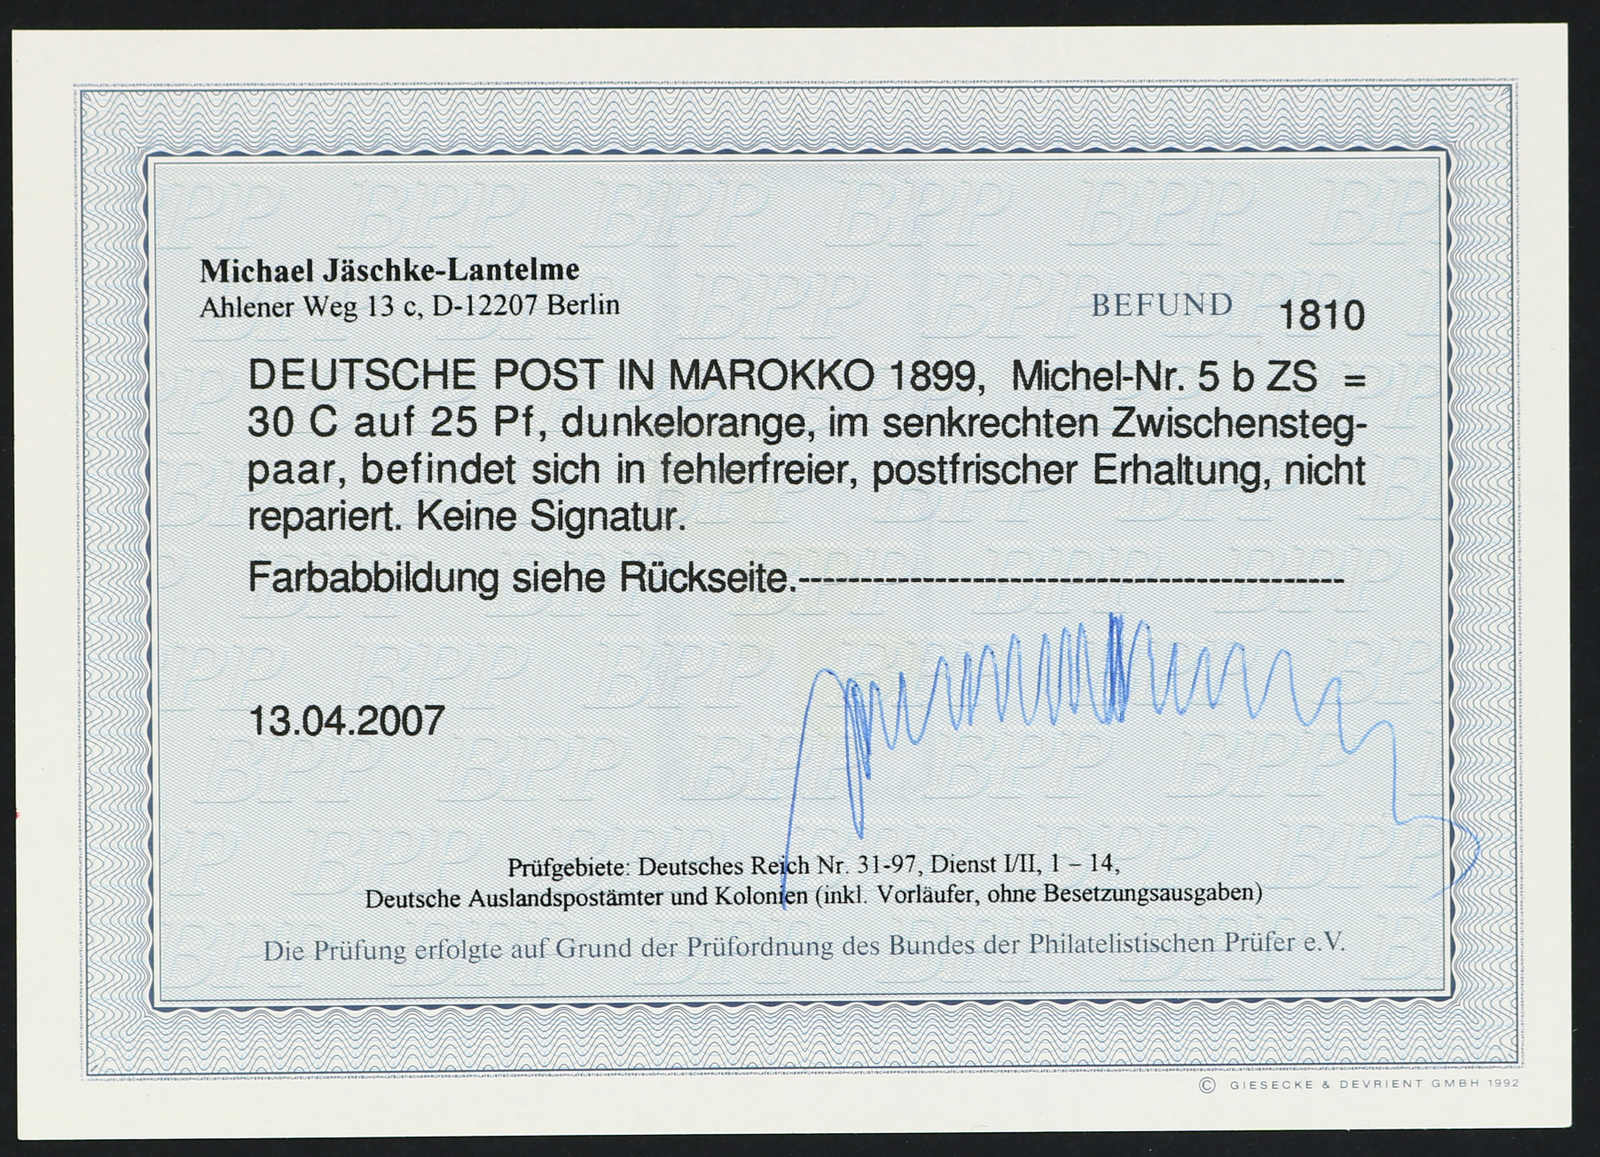 Michael Jäschke-Lantelme
Ahlener Weg 13 c, D-12207 Berlin
BEFUND 1810
DEUTSCHE POST IN MAROKKO 1899, Michel-Nr. 5 b ZS =
30 C auf 25 Pf, dunkelorange, im senkrechten Zwischensteg-
paar, befindet sich in fehlerfreier, postfrischer Erhaltung, nicht
repariert. Keine Signatur.
Farbabbildung siehe Rückseite.--------------------------------------------
13.04.2007
Prüfgebiete: Deutsches Reich Nr. 31-97, Dienst I/II, 1 – 14,
Deutsche Auslandspostämter und Kolonien (inkl. Vorläufer, ohne Besetzungsausgaben)
Die Prüfung erfolgte auf Grund der Prüfordnung des Bundes der Philatelistischen Prüfer e.V.
© GIESECKE & DEVRIENT GMBH 1992